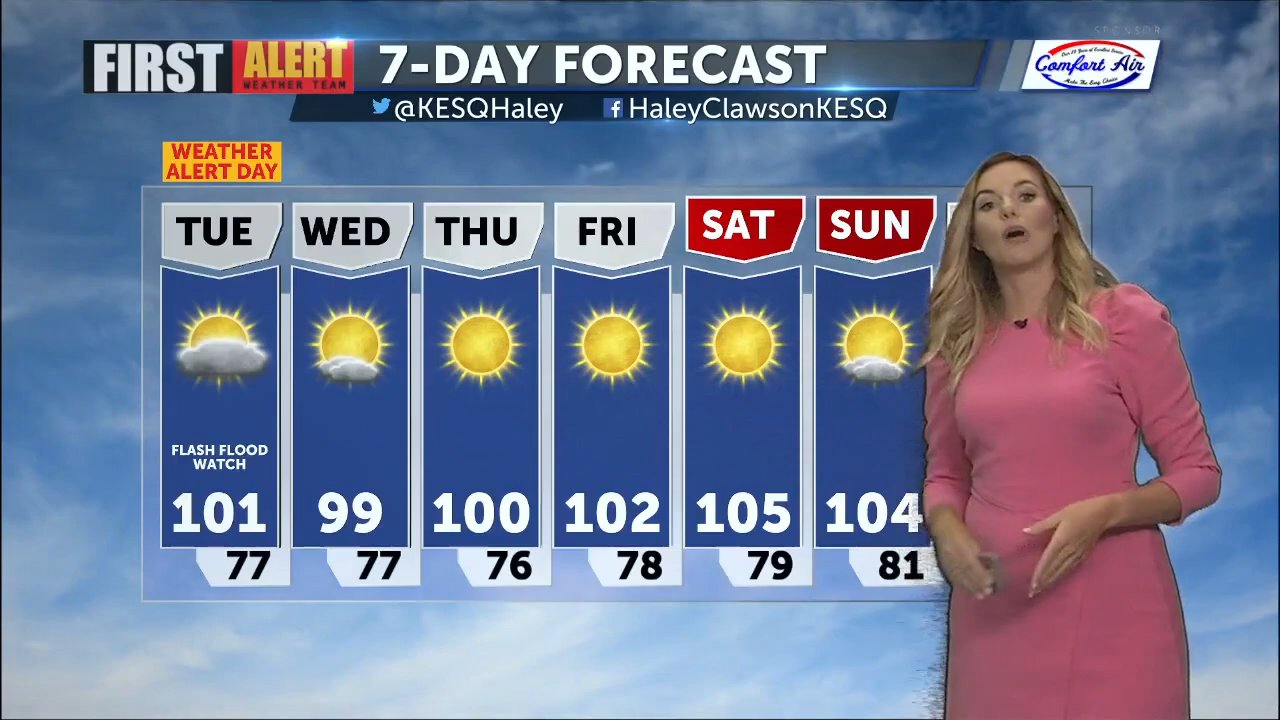 SPONSOR
FIRST ALERT
WEATHER TEAM
7-DAY FORECAST
Comfort Air
@KESQHaley
HaleyClawsonKESQ
WEATHER
ALERT DAY
TUE WED THU FRI SAT SUN
FLASH FLOOD
WATCH
101 99 100 102 105 104
77 77 76 78 79 81